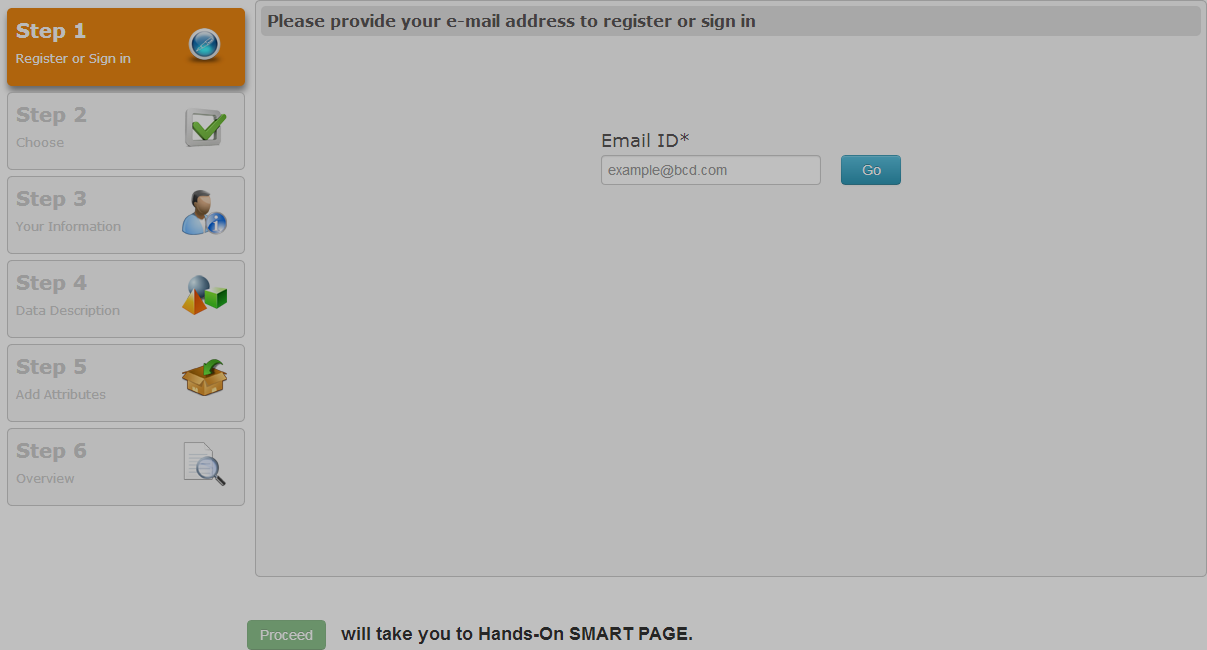 Step 1
Register or Sign in
Step 2
Choose
Step 3
Your Information
Step 4
Data Description
Step 5
Add Attributes
Step 6
Overview
Please provide your e-mail address to register or sign in
Email ID*
example@bcd.com
Go
Proceed will take you to Hands-On SMART PAGE.